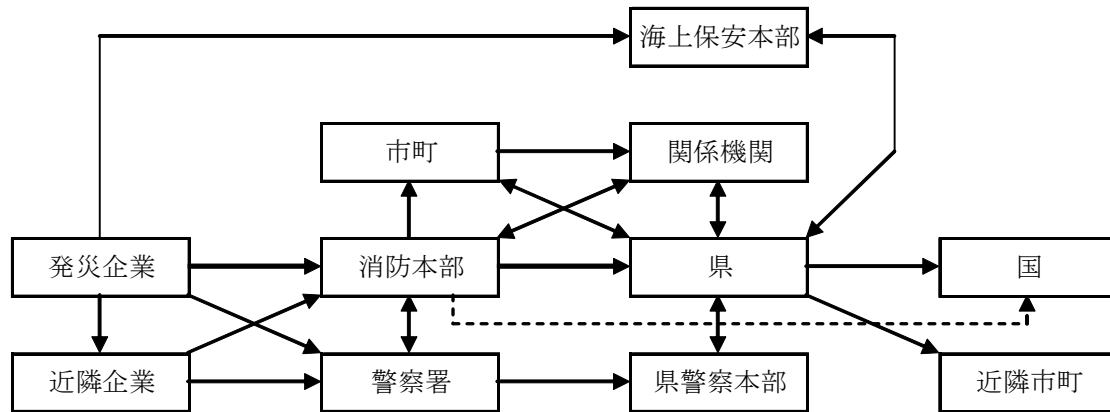 海上保安本部
市町
関係機関
発災企業
消防本部
県
国
近隣企業
警察署
県警察本部
近隣市町